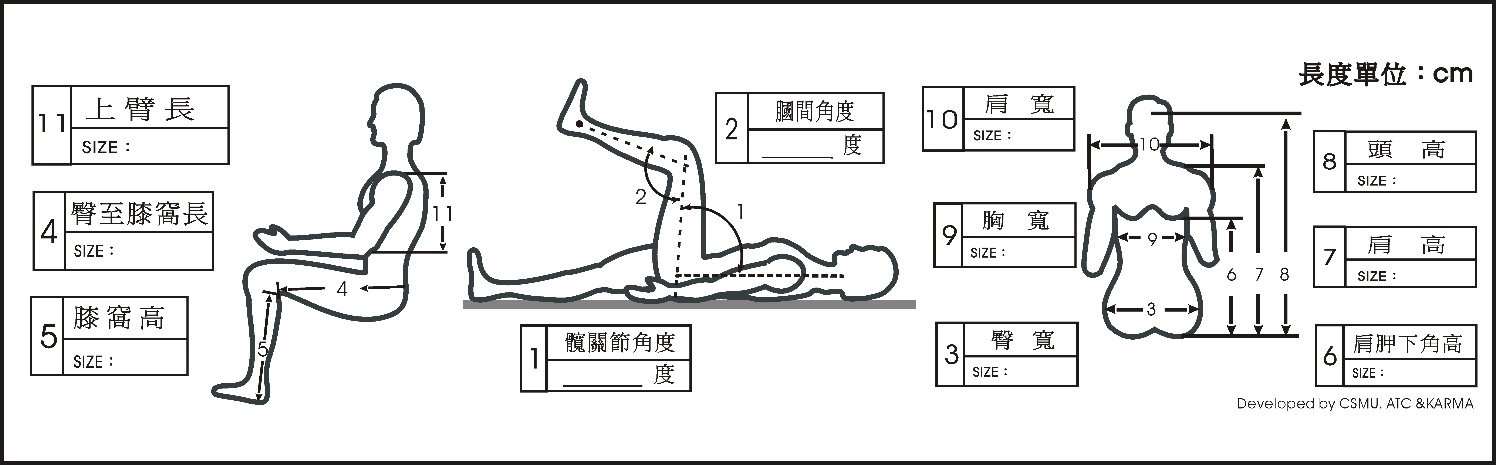 長度單位：cm
11
上臂長
SIZE：
4
臀至膝窩長
SIZE：
5
膝窩高
SIZE：
11
4
5
2
膕間角度
______ 度
2
1
1
髖關節角度
______ 度
10
肩 寬
SIZE：
9
胸 寬
SIZE：
3
臀 寬
SIZE：
10
9
3
6 7 8
8
頭 高
SIZE：
7
肩 高
SIZE：
6
肩胛下角高
SIZE：
Developed by CSMU. ATC &KARMA